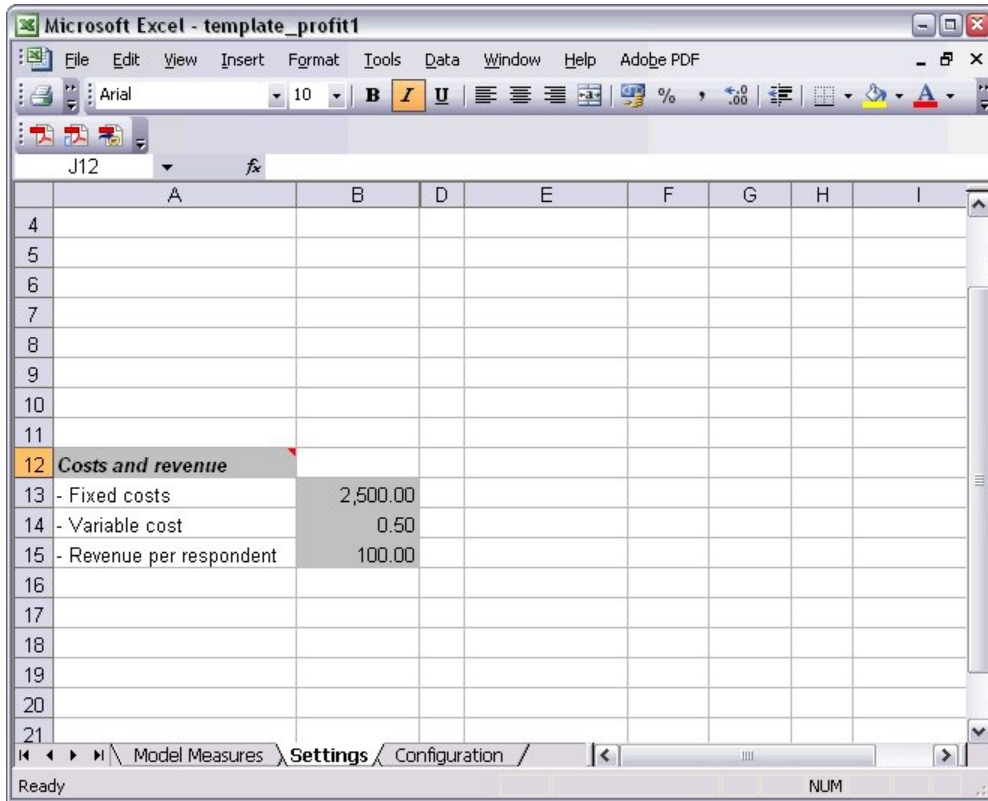 Microsoft Excel - template_profit1
File Edit View Insert Format Tools Data Window Help Adobe PDF
Arial 10 B I U % , .00
J12 fx
A B D E F G H I
4
5
6
7
8
9
10
11
12 Costs and revenue
13 - Fixed costs 2,500.00
14 - Variable cost 0.50
15 - Revenue per respondent 100.00
16
17
18
19
20
21
Model Measures Settings Configuration
Ready NUM